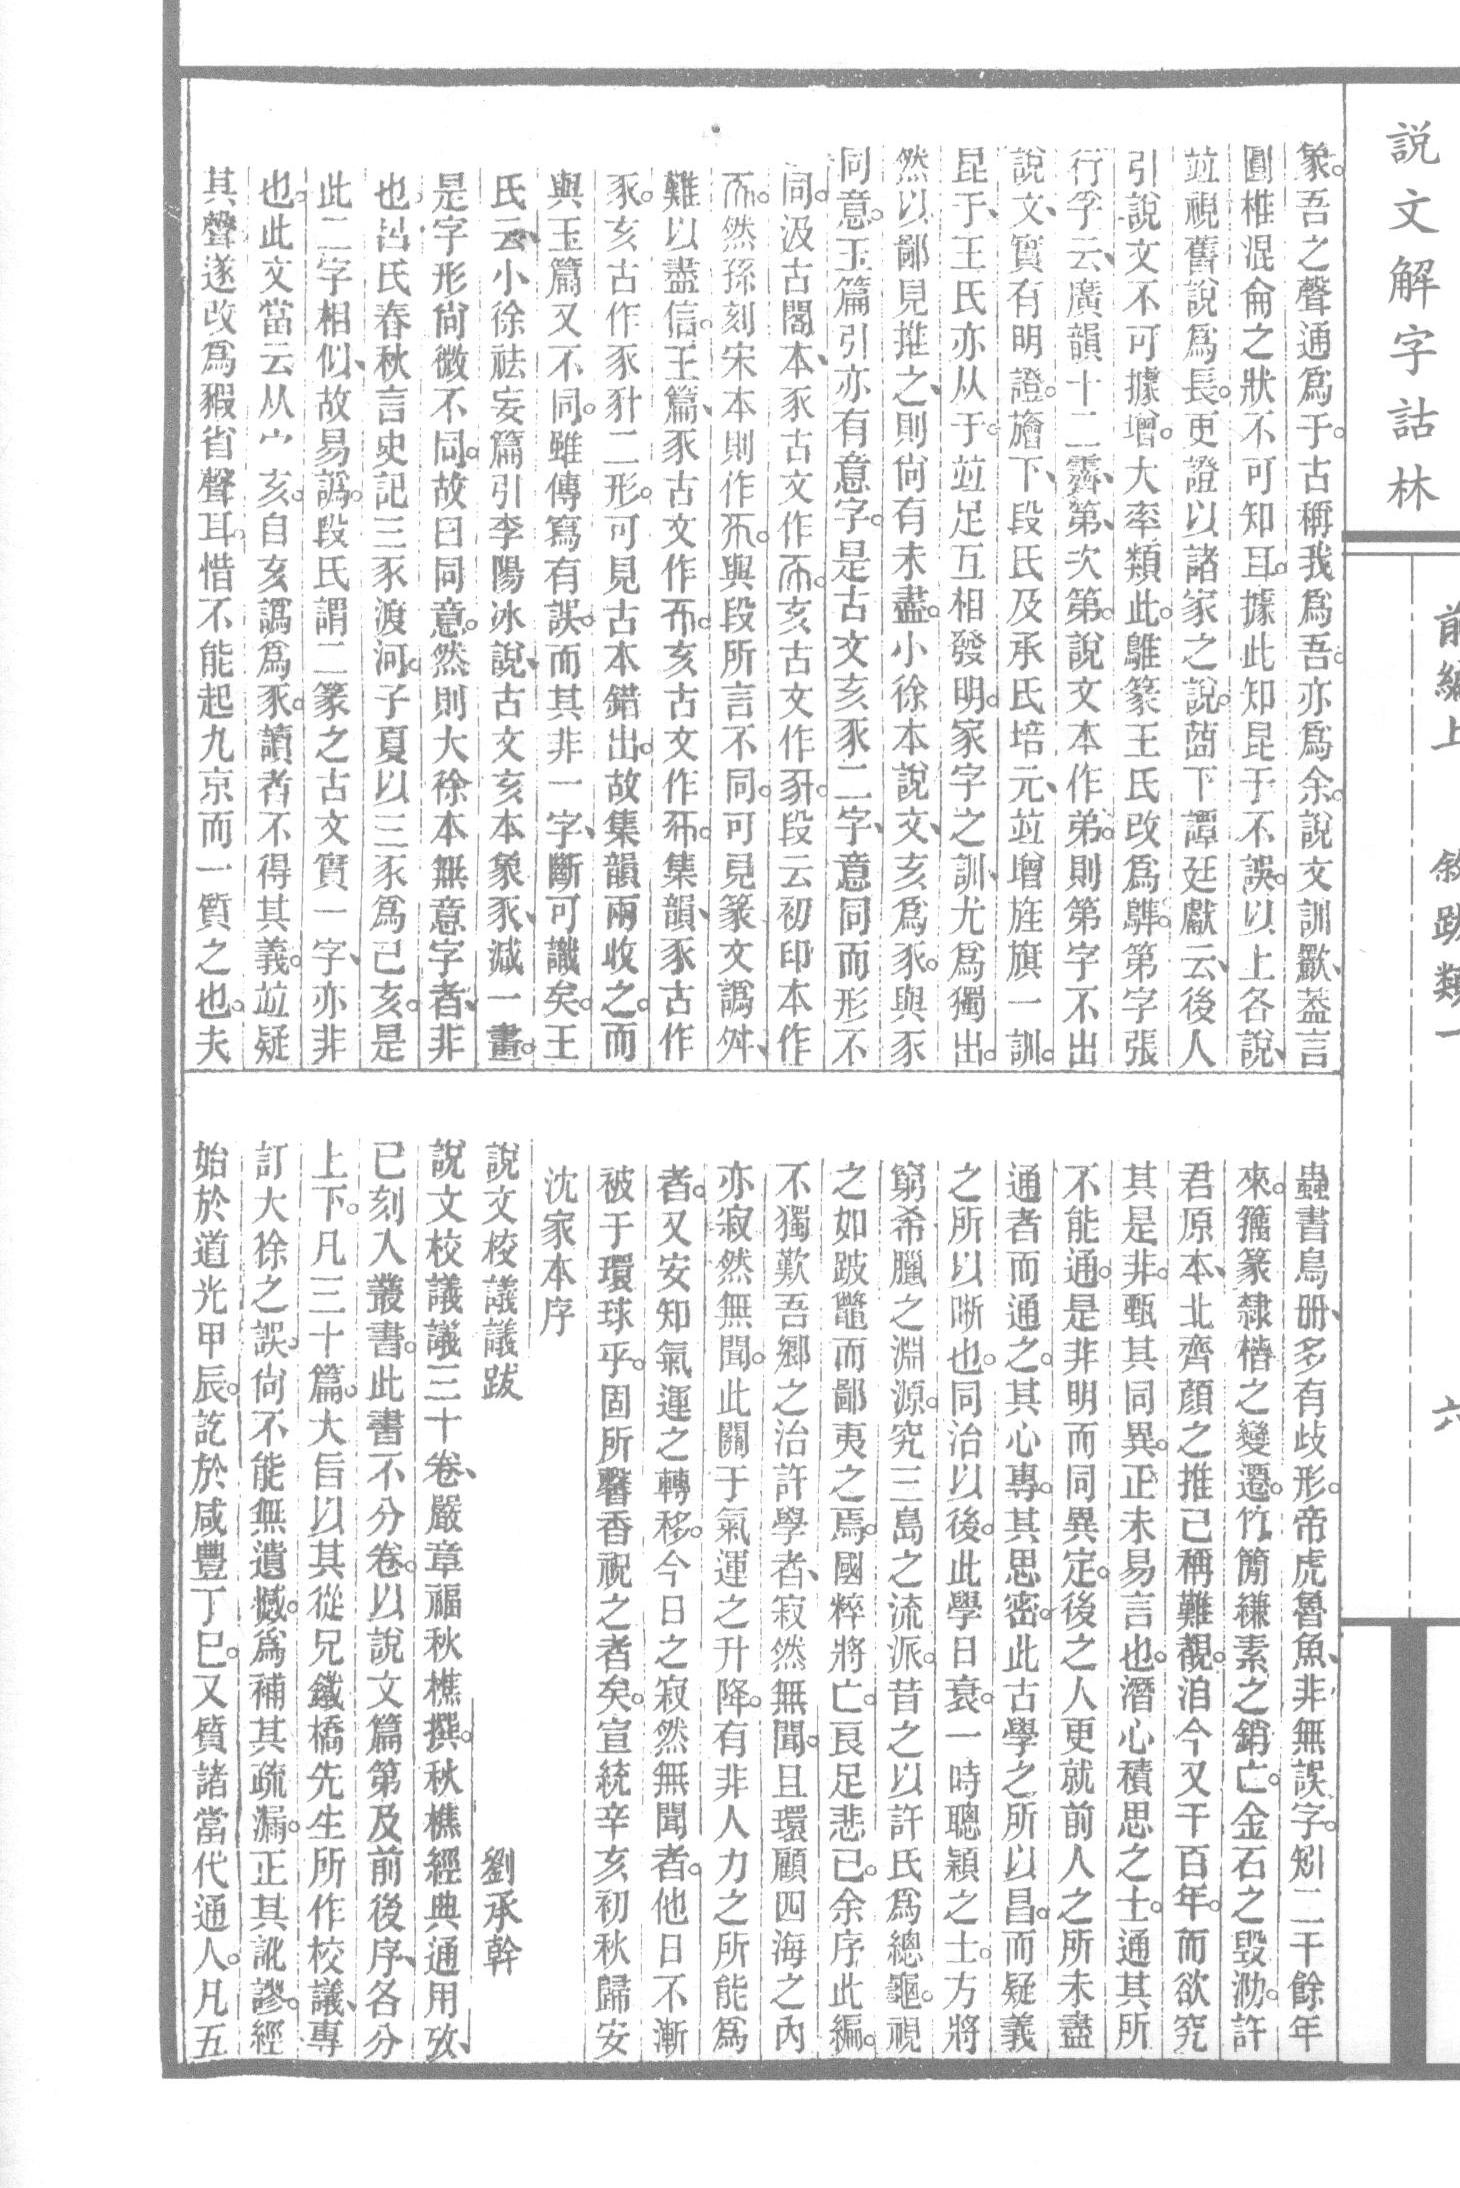 說文解字詁林
前編上　敘跋類一　六
象。吾之聲通爲于。古稱我爲吾。亦爲余。說文訓歠、葢言
圓椎混侖之狀不可知耳。據此知昆于不誤。以上各說、
竝視舊說爲長。更證以諸家之說。茵下譚廷獻云、後人
引說文不可據增。大率類此。雛篆王氏改爲鵻。第字張
行孚云、廣韻十二霽、第、次第。說文本作弟。則第字不出
說文、實有明證。旝下、段氏及承氏培元、竝增旌旗一訓。
昆于、王氏亦从于。竝足互相發明。家字之訓、尤爲獨出。
然以鄙見推之、則尚有未盡。小徐本說文、亥爲豕。與豕
同意。玉篇引亦有意字。是古文亥豕二字、意同而形不
同。汲古閣本、豕古文作𠀬。亥古文作𠀅。段云初印本作
𠀬。然孫刻宋本則作𠀬。與段所言不同。可見篆文譌舛、
難以盡信。玉篇、豕古文作𠀬。亥古文作𠀅。集韻、豕古作
豕。亥古作豕𠀅二形。可見古本錯出。故集韻兩收之。而
與玉篇又不同。雖傳寫有誤。而其非一字、斷可識矣。王
氏云、小徐祛妄篇引李陽冰說、古文亥本象豕、減一畫。
是字形尚微不同。故曰同意。然則大徐本無意字者、非
也。呂氏春秋言史記三豕渡河。子夏以三豕爲己亥。是
此二字相似、故易譌。段氏謂二篆之古文實一字、亦非
也。此文當云从宀亥。自亥譌爲豕。讀者不得其義。竝疑
其聲遂改爲豭省聲耳。惜不能起九京而一質之也。夫
蟲書鳥册、多有歧形。帝虎魯魚、非無誤字。矧二千餘年
來。籒篆隸楷之變遷。竹簡縑素之銷亡。金石之毀泐。許
君原本、北齊顏之推已稱難覩。洎今又千百年。而欲究
其是非。甄其同異。正未易言也。潛心積思之士。通其所
不能通。是非明而同異定。後之人更就前人之所未盡
通者而通之。其心專。其思密。此古學之所以昌。而疑義
之所以晰也。同治以後。此學日衰。一時聰穎之士。方將
窮希臘之淵源。究三島之流派。昔之以許氏爲總龜。視
之如跛鼈而鄙夷之焉。國粹將亡。良足悲已。余序此編。
不獨歎吾鄉之治許學者、寂然無聞。且環顧四海之內
亦寂然無聞。此關于氣運之升降。有非人力之所能爲
者。又安知氣運之轉移。今日之寂然無聞者。他日不漸
被于環球乎。固所馨香祝之者矣。宣統辛亥初秋歸安
沈家本序
說文校議議跋　劉承幹
說文校議議三十卷、嚴章福秋樵撰。秋樵經典通用攷、
已刻入叢書。此書不分卷。以說文篇第及前後序、各分
上下。凡三十篇。大旨以其從兄鐵橋先生所作校議、專
訂大徐之誤。尚不能無遺憾。爲補其疏漏。正其訛謬。經
始於道光甲辰。訖於咸豐丁巳。又質諸當代通人。凡五